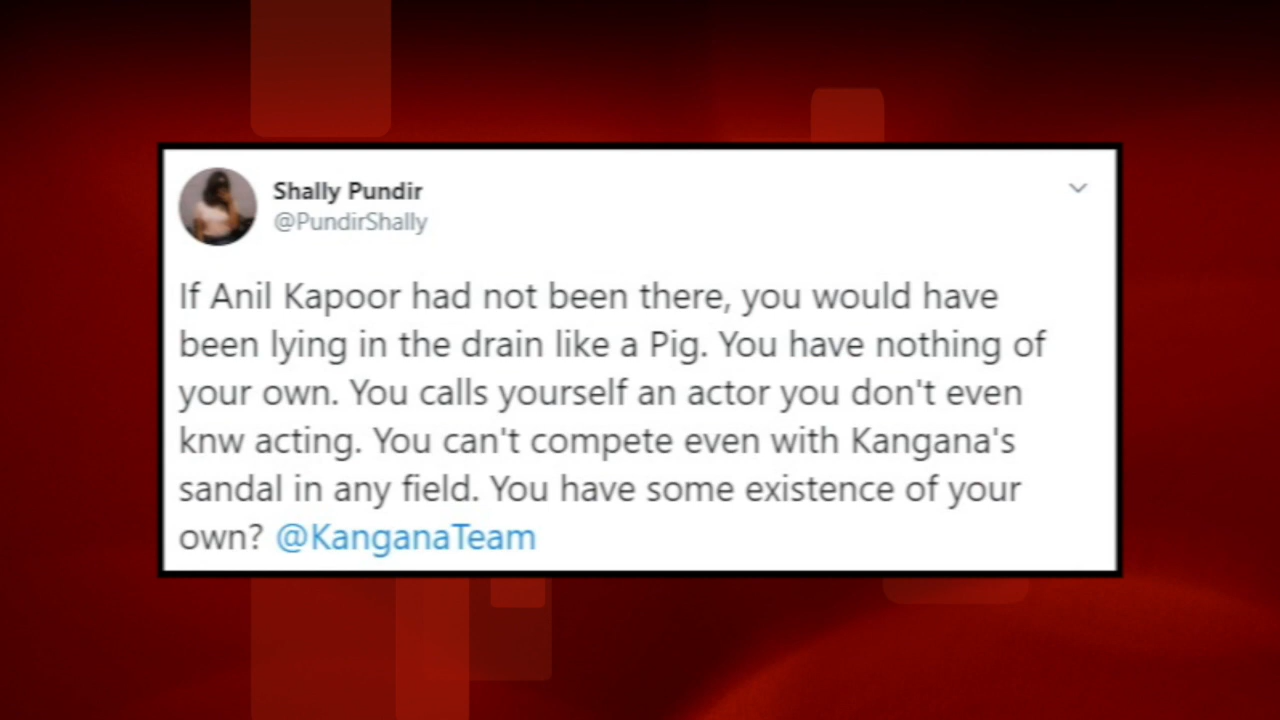 Shally Pundir
@PundirShally
If Anil Kapoor had not been there, you would have
been lying in the drain like a Pig. You have nothing of
your own. You calls yourself an actor you don't even
knw acting. You can't compete even with Kangana's
sandal in any field. You have some existence of your
own? @KanganaTeam